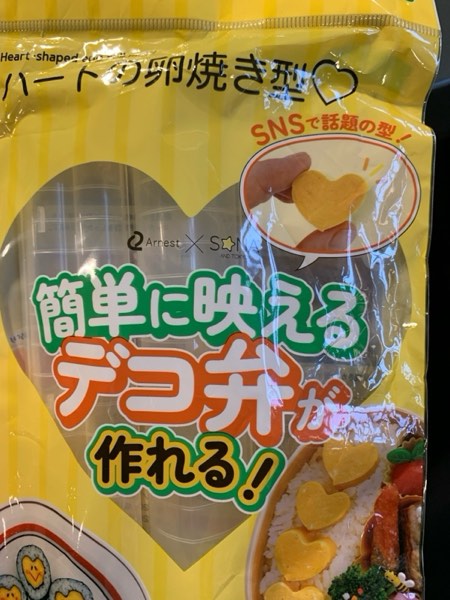 Heart-shaped
ハートの卵焼き型♡
SNSで話題の型！
Arnest. ×
簡単に映える
デコ弁が
作れる！